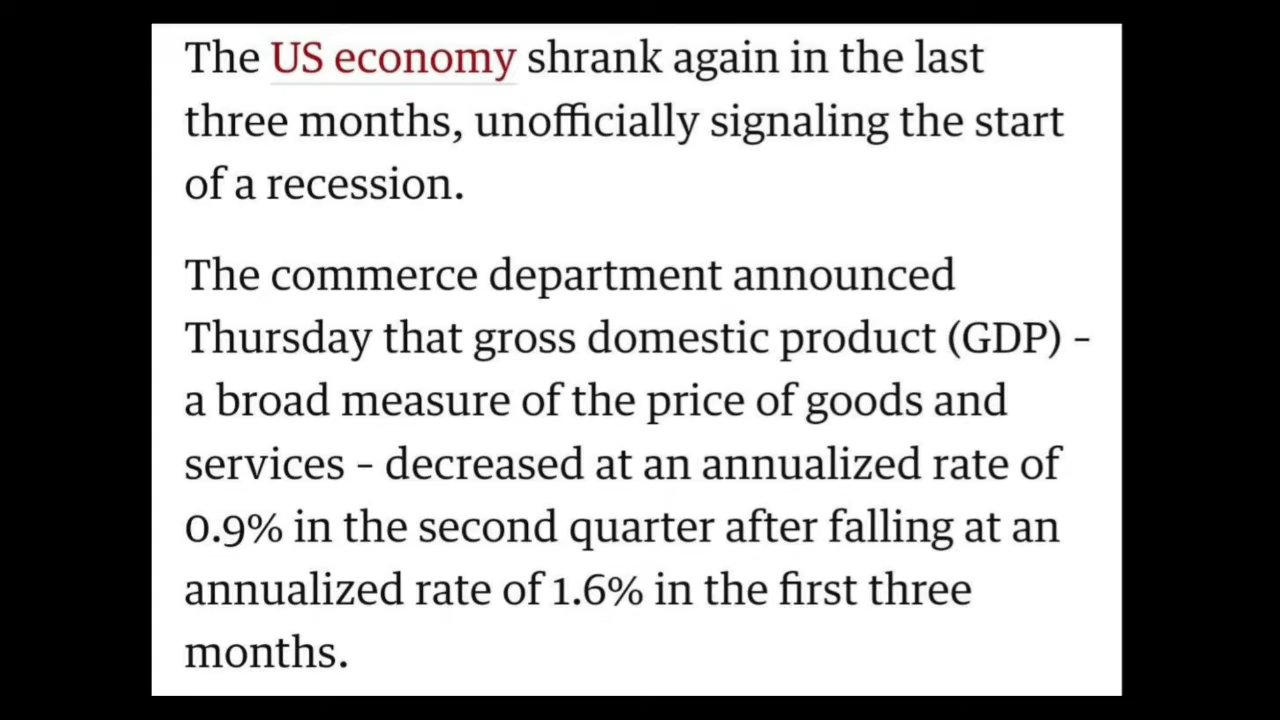 The US economy shrank again in the last
three months, unofficially signaling the start
of a recession.
The commerce department announced
Thursday that gross domestic product (GDP) –
a broad measure of the price of goods and
services – decreased at an annualized rate of
0.9% in the second quarter after falling at an
annualized rate of 1.6% in the first three
months.